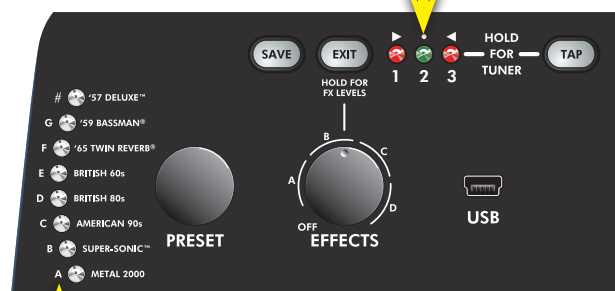 SAVE
EXIT
HOLD FOR
FX LEVELS
1 2 3
HOLD
FOR
TUNER
TAP
# '57 DELUXE™
G '59 BASSMAN®
F '65 TWIN REVERB®
E BRITISH 60s
D BRITISH 80s
C AMERICAN 90s
B SUPER-SONIC™
A METAL 2000
PRESET
A
B
C
D
OFF
EFFECTS
USB